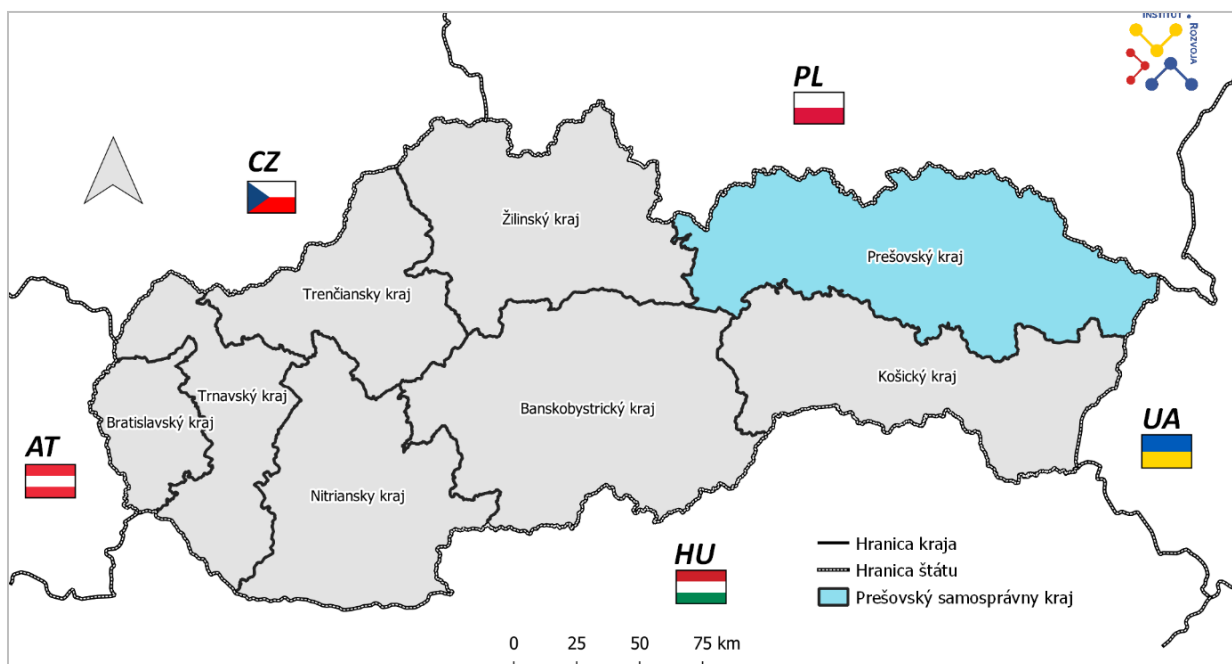 INŠTITÚT
ROZVOJA
PL
CZ
Žilinský kraj
Prešovský kraj
Trenčiansky kraj
Košický kraj
Trnavský kraj
Banskobystrický kraj
Bratislavský kraj
UA
AT
Nitriansky kraj
HU
Hranica kraja
Hranica štátu
Prešovský samosprávny kraj
0 25 50 75 km